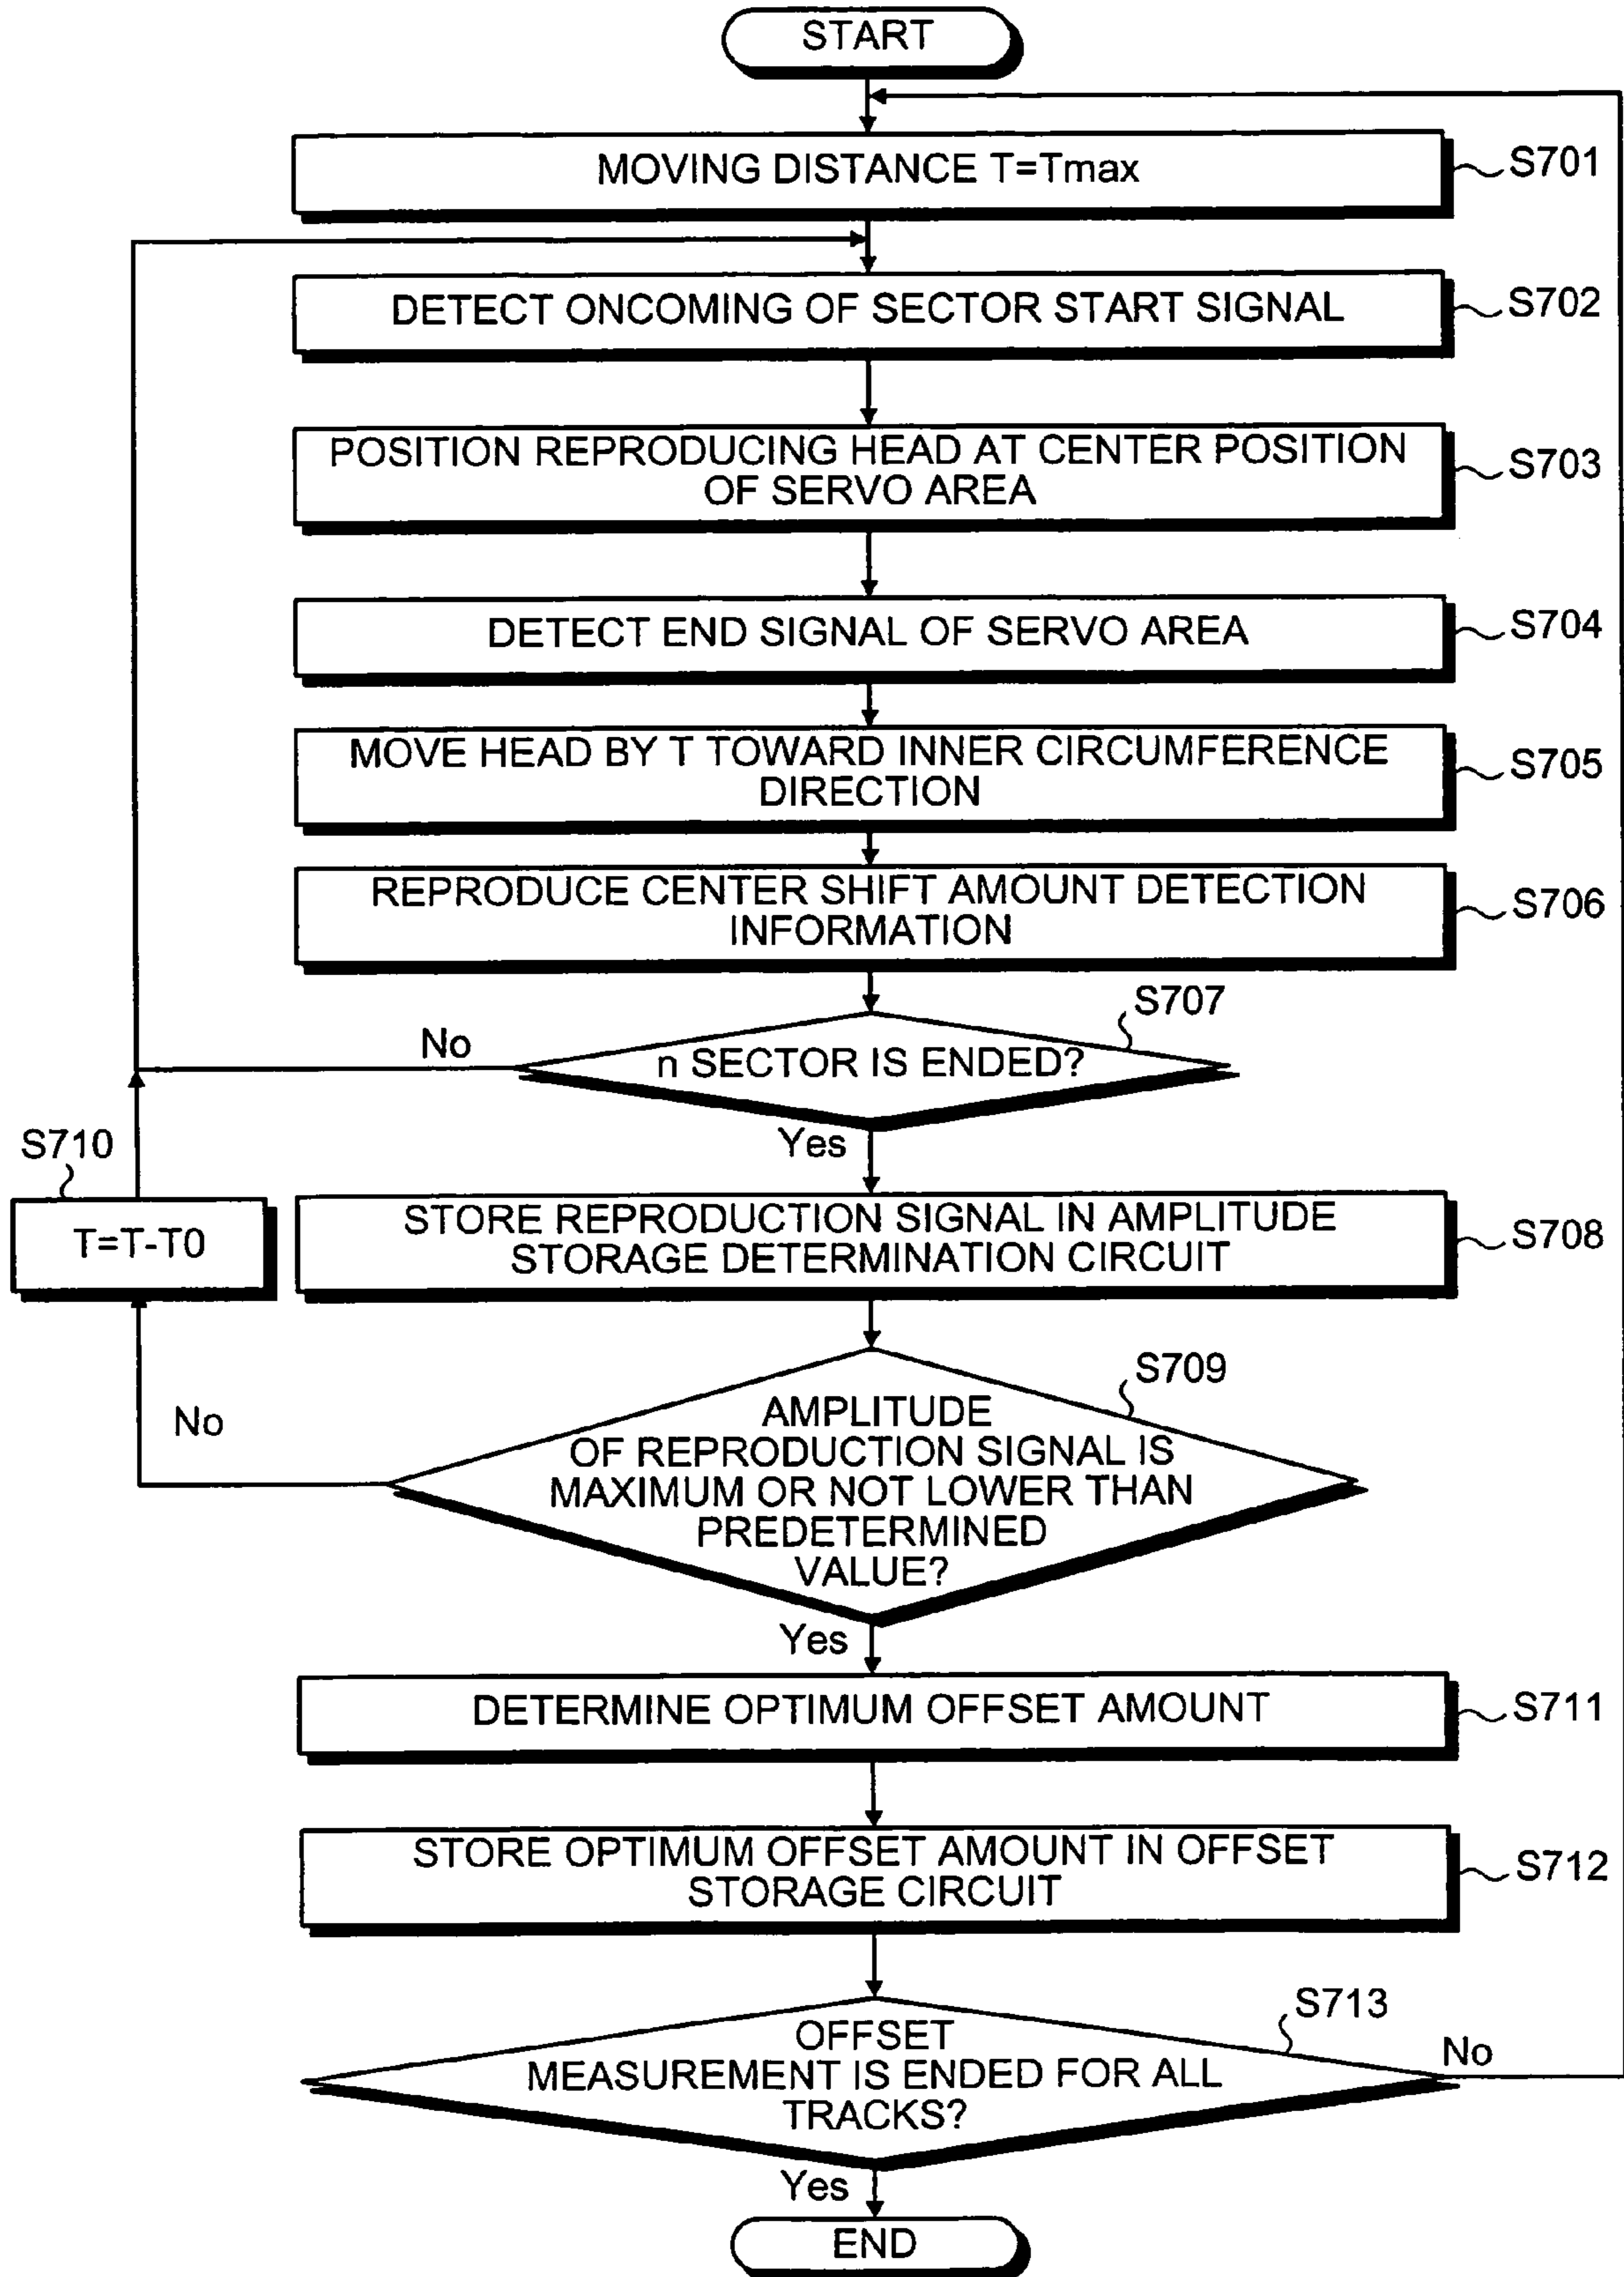 START
MOVING DISTANCE T=Tmax
S701
DETECT ONCOMING OF SECTOR START SIGNAL
S702
POSITION REPRODUCING HEAD AT CENTER POSITION
OF SERVO AREA
S703
DETECT END SIGNAL OF SERVO AREA
S704
MOVE HEAD BY T TOWARD INNER CIRCUMFERENCE
DIRECTION
S705
REPRODUCE CENTER SHIFT AMOUNT DETECTION
INFORMATION
S706
S707
No
n SECTOR IS ENDED?
Yes
S710
T=T-T0
STORE REPRODUCTION SIGNAL IN AMPLITUDE
STORAGE DETERMINATION CIRCUIT
S708
S709
No
AMPLITUDE
OF REPRODUCTION SIGNAL IS
MAXIMUM OR NOT LOWER THAN
PREDETERMINED
VALUE?
Yes
DETERMINE OPTIMUM OFFSET AMOUNT
S711
STORE OPTIMUM OFFSET AMOUNT IN OFFSET
STORAGE CIRCUIT
S712
S713
OFFSET
MEASUREMENT IS ENDED FOR ALL
TRACKS?
No
Yes
END